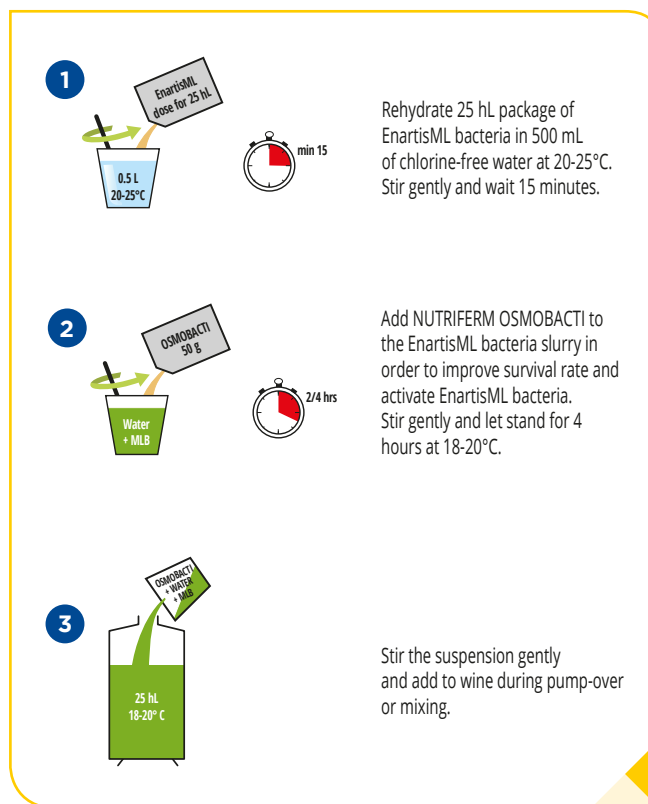 1
EnartisML
dose for 25 hL
min 15
0.5 L
20-25°C
Rehydrate 25 hL package of
EnartisML bacteria in 500 mL
of chlorine-free water at 20-25°C.
Stir gently and wait 15 minutes.
2
OSMOBACTI
50 g
2/4 hrs
Water
+ MLB
Add NUTRIFERM OSMOBACTI to
the EnartisML bacteria slurry in
order to improve survival rate and
activate EnartisML bacteria.
Stir gently and let stand for 4
hours at 18-20°C.
3
OSMOBACTI
+ WATER
+ MLB
25 hL
18-20° C
Stir the suspension gently
and add to wine during pump-over
or mixing.